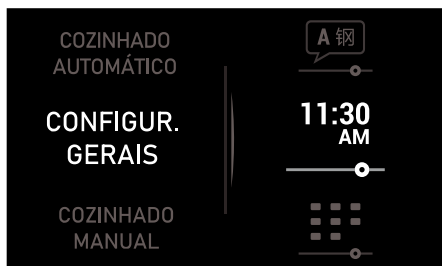 COZINHADO
AUTOMÁTICO
CONFIGUR.
GERAIS
COZINHADO
MANUAL
A 钢
11:30
AM